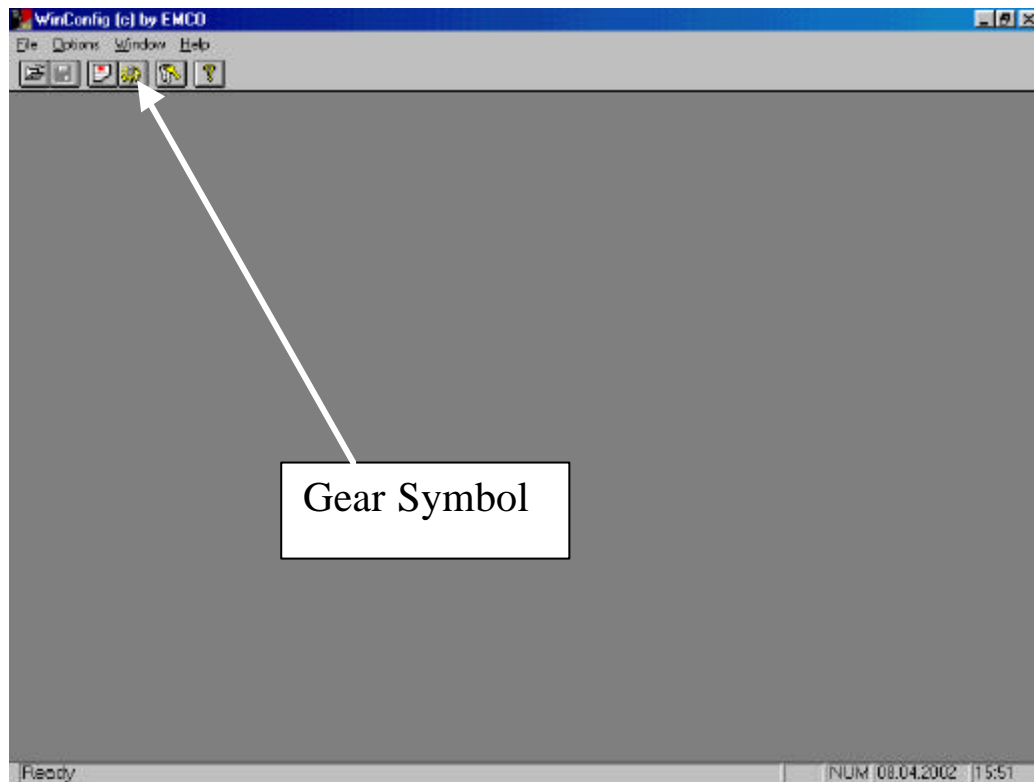 WinConfig (c) by EMCO
File Options Window Help
Gear Symbol
Ready NUM 08.04.2002 15:51